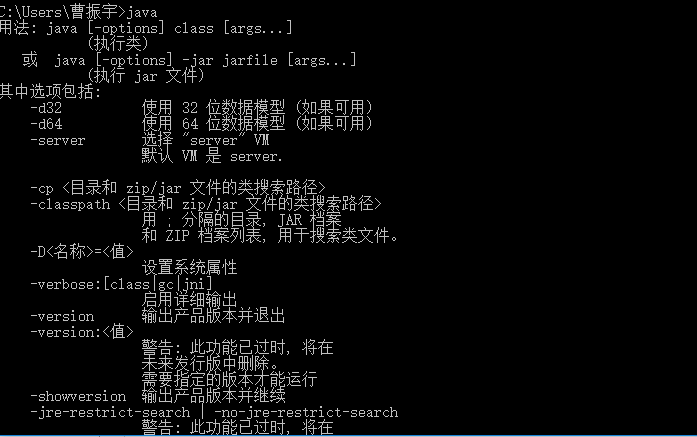 C:\Users\曹振宇>java
用法: java [-options] class [args...]
(执行类)
或 java [-options] -jar jarfile [args...]
(执行 jar 文件)
其中选项包括:
-d32 使用 32 位数据模型 (如果可用)
-d64 使用 64 位数据模型 (如果可用)
-server 选择 "server" VM
默认 VM 是 server.
-cp <目录和 zip/jar 文件的类搜索路径>
-classpath <目录和 zip/jar 文件的类搜索路径>
用 ; 分隔的目录, JAR 档案
和 ZIP 档案列表, 用于搜索类文件。
-D<名称>=<值>
设置系统属性
-verbose:[class|gc|jni]
启用详细输出
-version 输出产品版本并退出
-version:<值>
警告: 此功能已过时, 将在
未来发行版中删除。
需要指定的版本才能运行
-showversion 输出产品版本并继续
-jre-restrict-search | -no-jre-restrict-search
警告: 此功能已过时, 将在